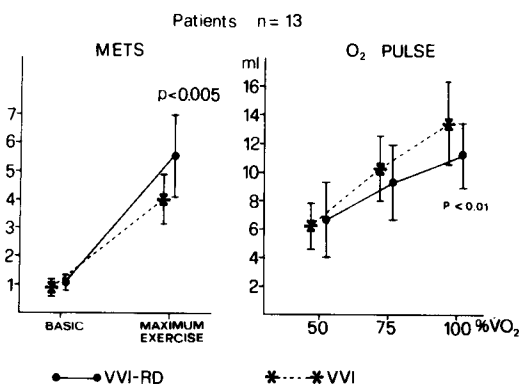 Patients n= 13
METS
O₂ PULSE
ml
p<0.005
7
6
5
4
3
2
1
BASIC
MAXIMUM
EXERCISE
16
14
12
10
8
6
4
2
P <0.01
50
75
100 %V̇O₂
VVI-RD
VVI